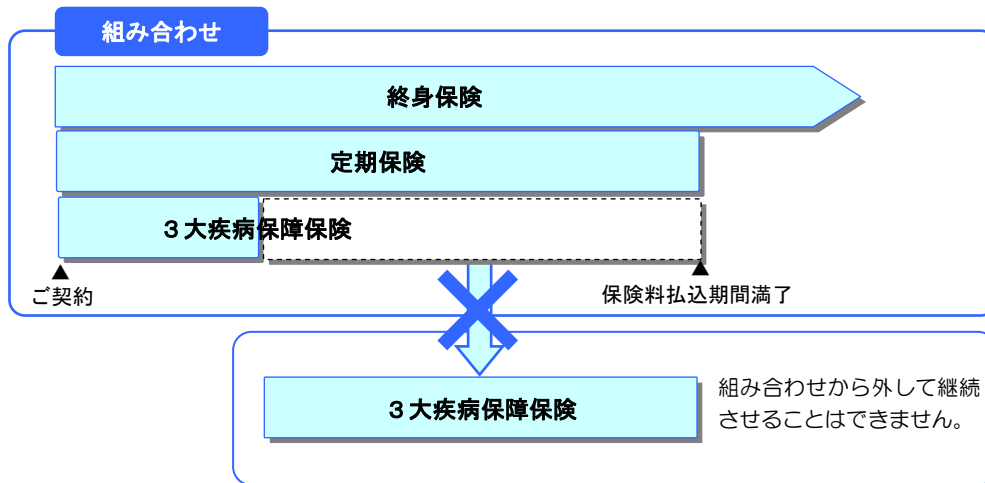 組み合わせ
終身保険
定期保険
３大疾病保障保険
▲
▲
ご契約
保険料払込期間満了
３大疾病保障保険
組み合わせから外して継続
させることはできません。